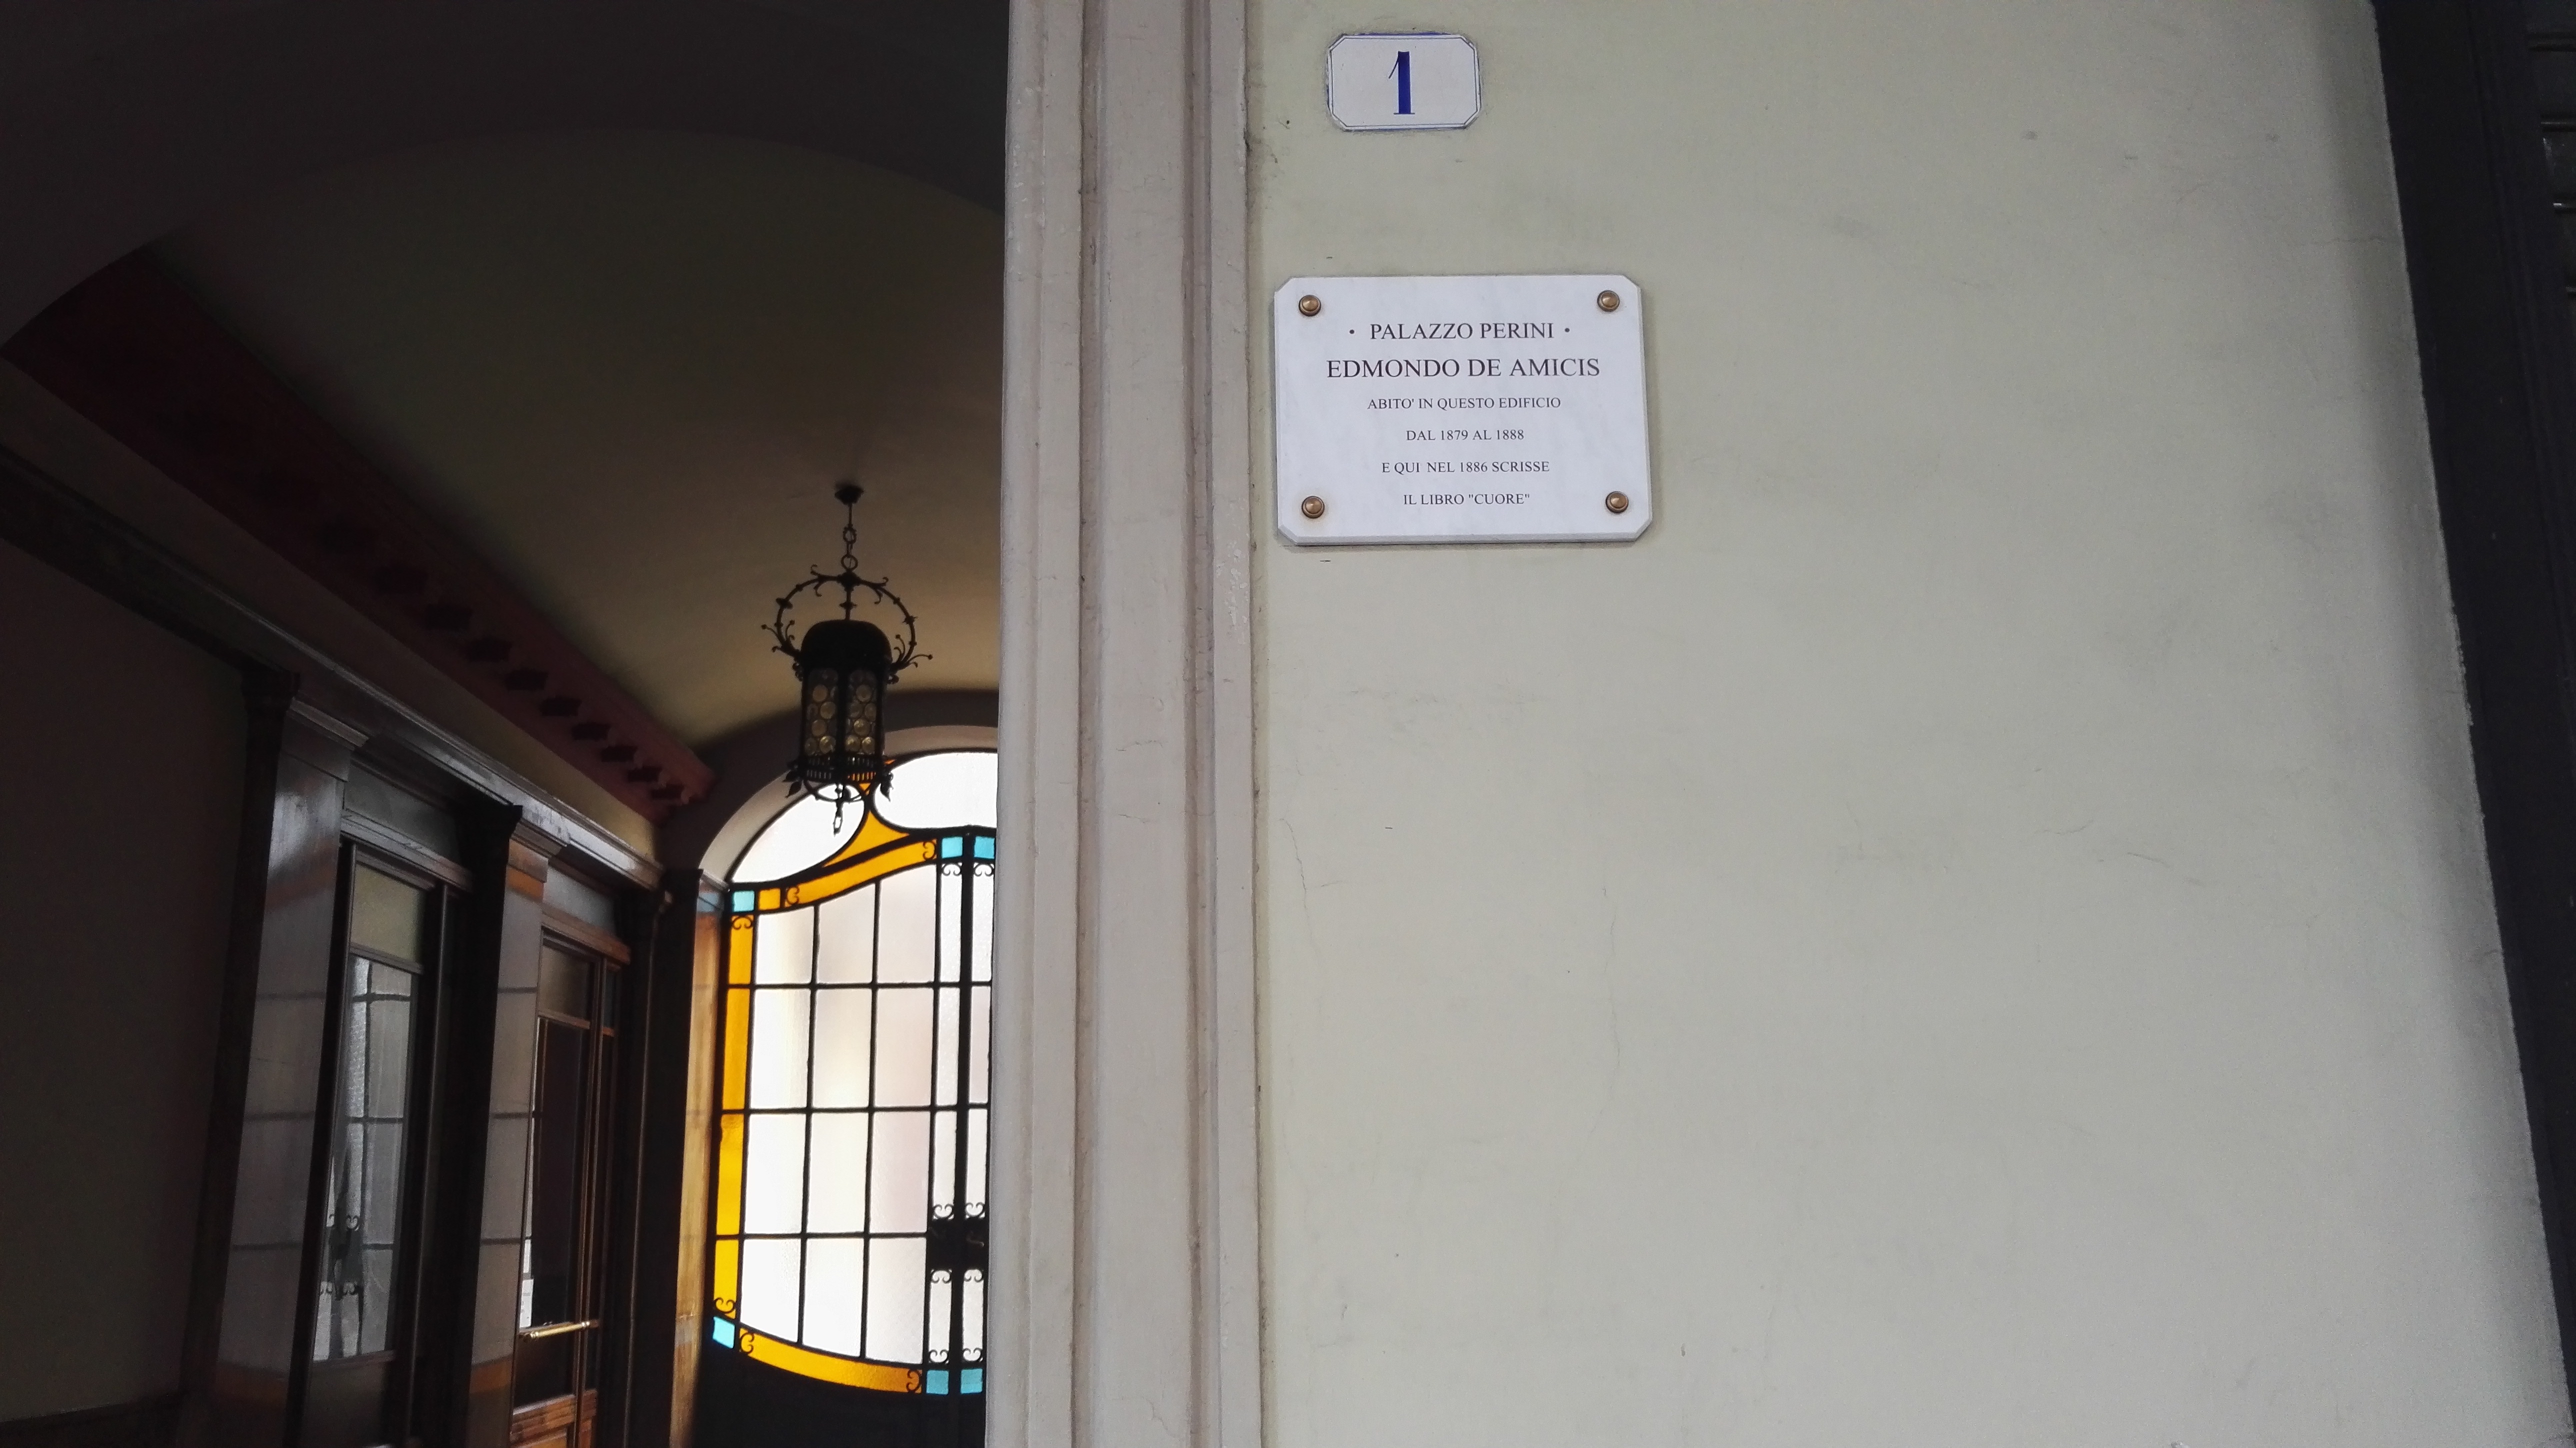 1
• PALAZZO PERINI •
EDMONDO DE AMICIS
ABITO' IN QUESTO EDIFICIO
DAL 1879 AL 1888
E QUI NEL 1886 SCRISSE
IL LIBRO "CUORE"